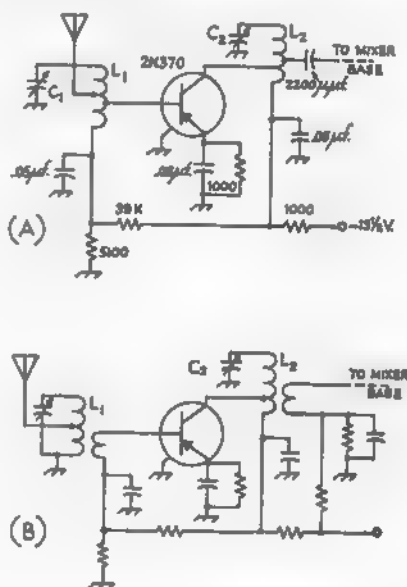 C₂
L₂
L₁
2N370
TO MIXER
BASE
C₁
2200μμf.
.05μf.
.05μf.
.05μf.
1000
(A)
39K
1000
5100
-13½V.
C₂
L₂
L₁
TO MIXER
BASE
(B)